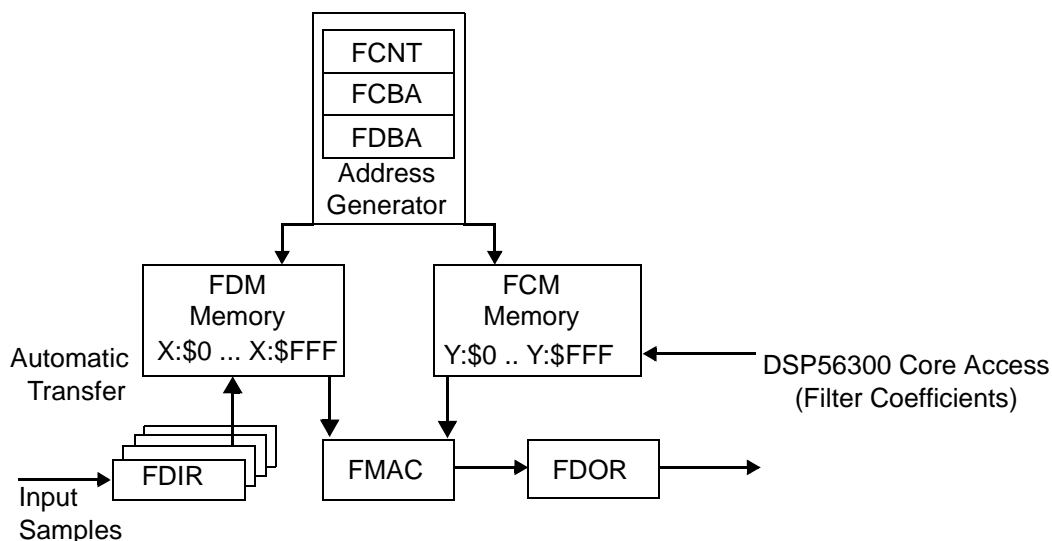 FCNT
FCBA
FDBA
Address
Generator
FDM
Memory
X:$0 ... X:$FFF
FCM
Memory
Y:$0 .. Y:$FFF
Automatic
Transfer
DSP56300 Core Access
(Filter Coefficients)
FDIR
FMAC
FDOR
Input
Samples